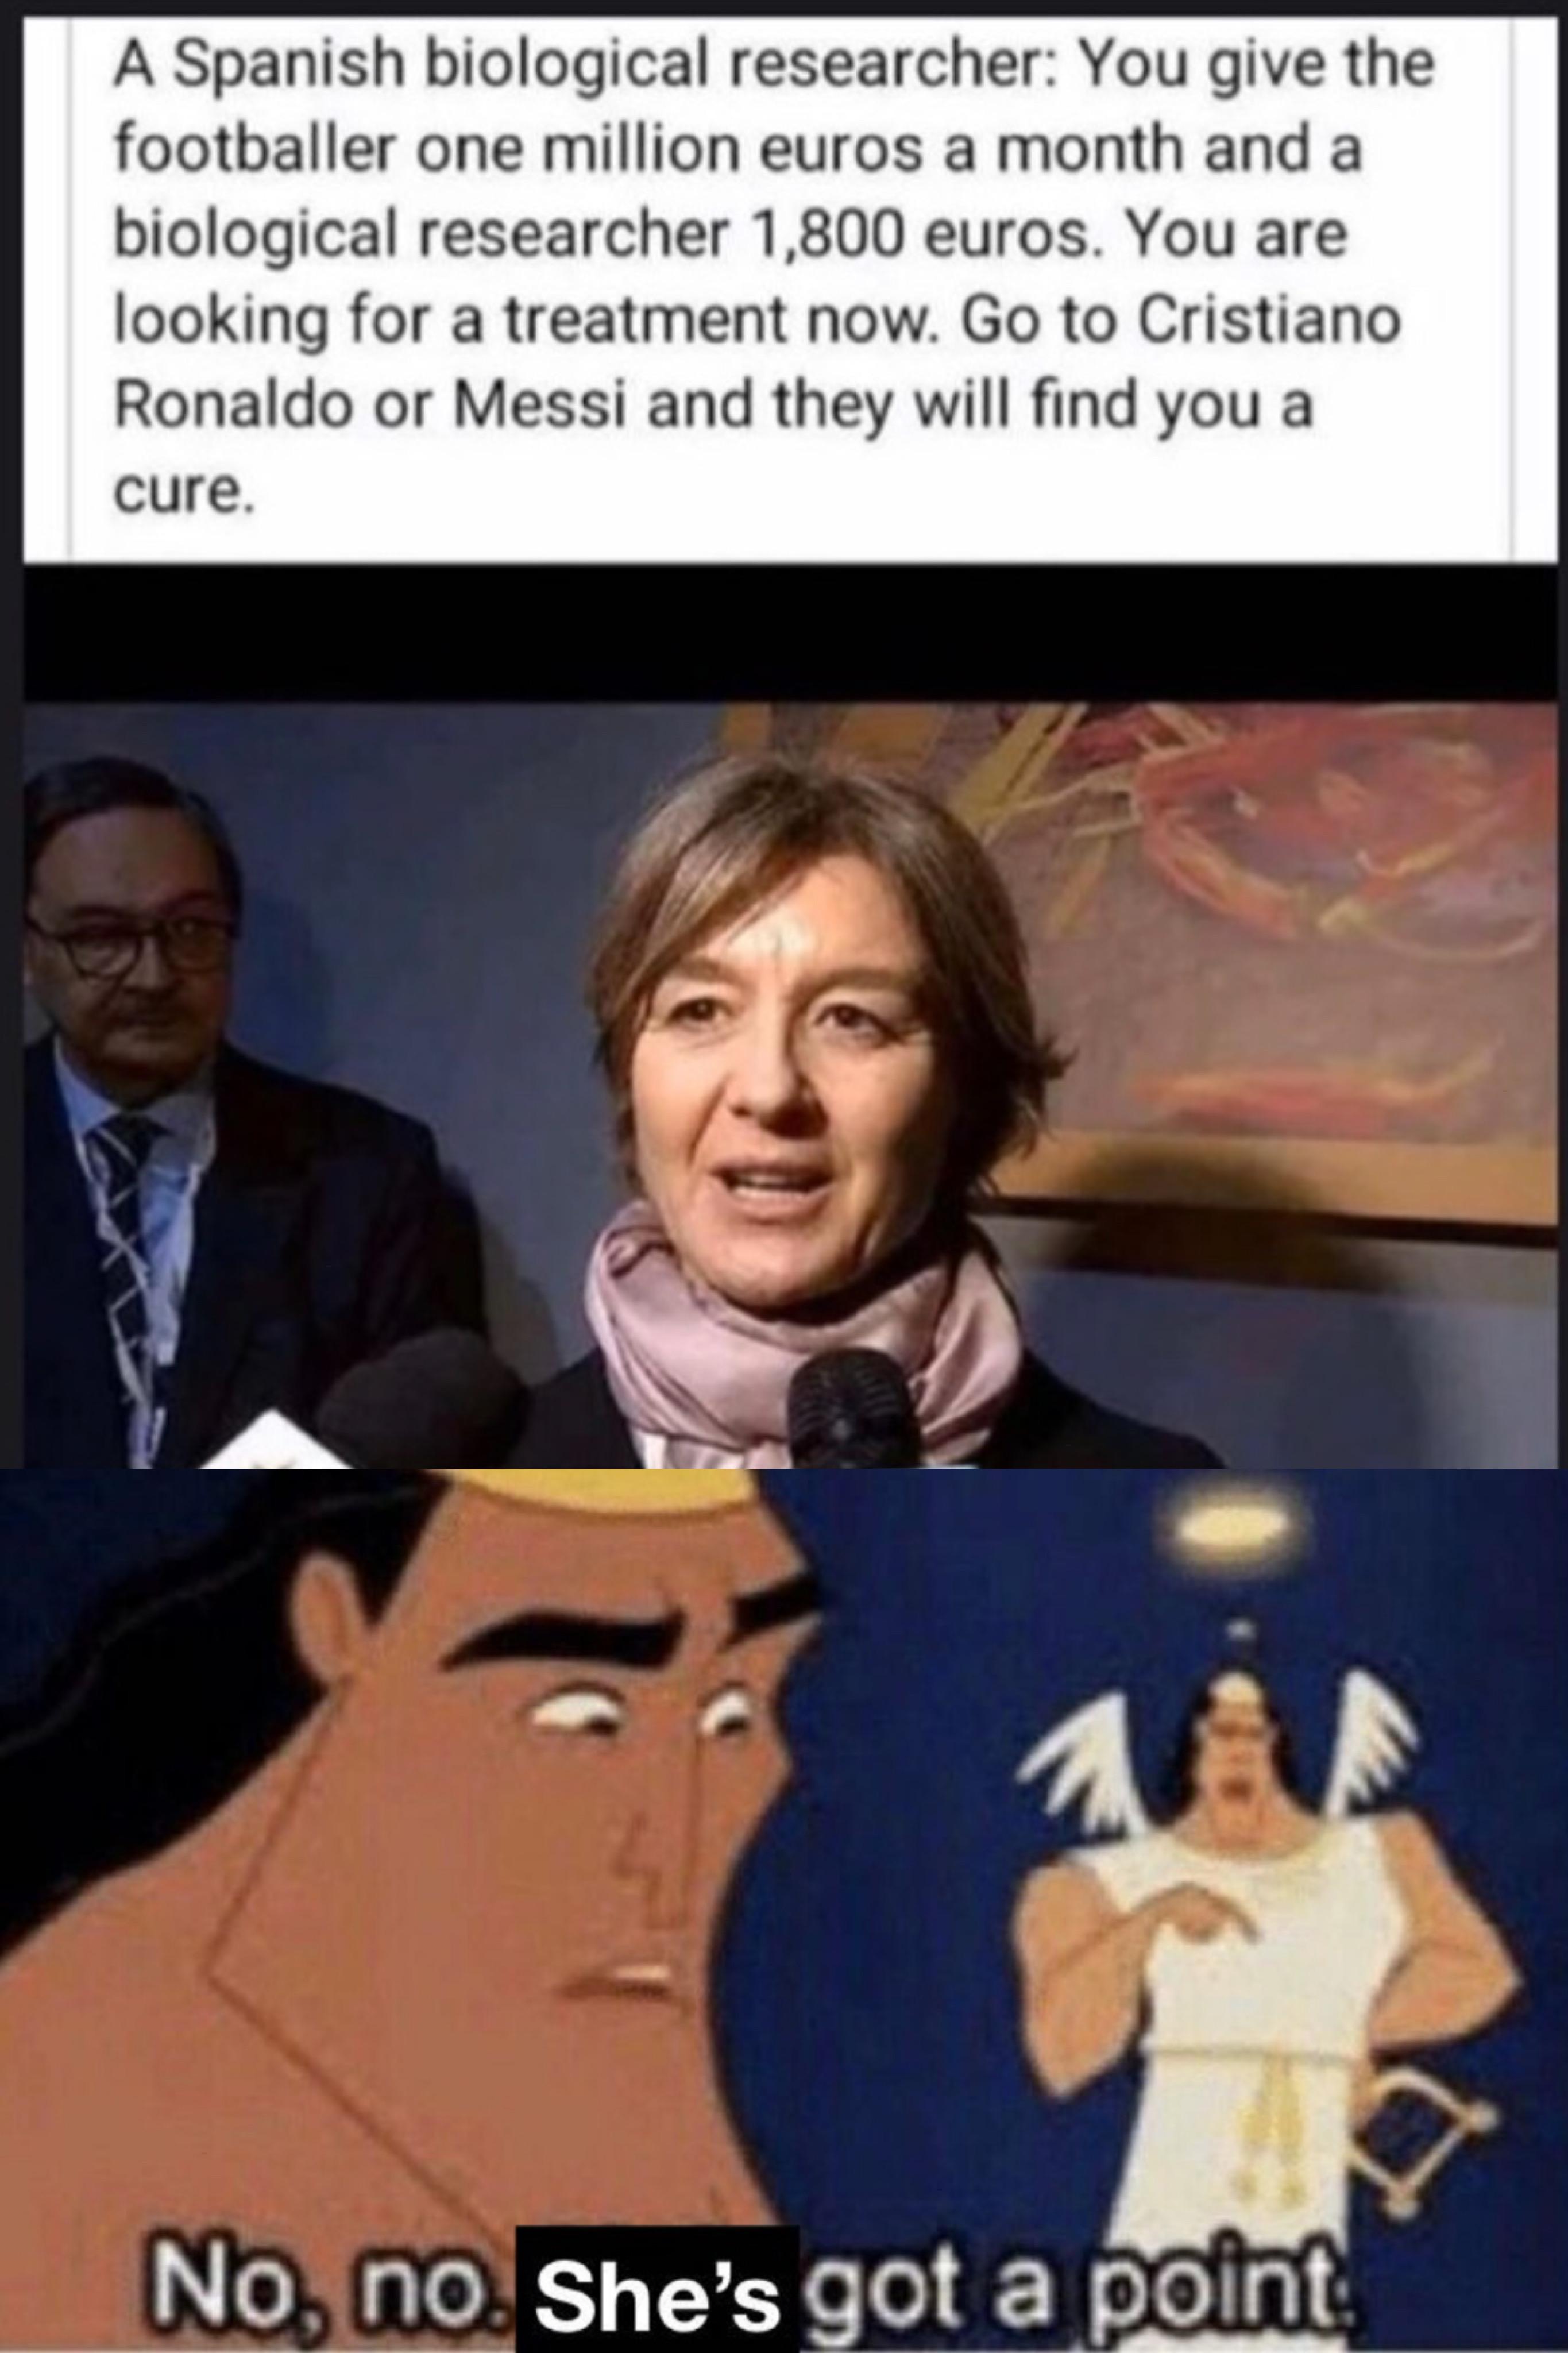 A Spanish biological researcher: You give the
footballer one million euros a month and a
biological researcher 1,800 euros. You are
looking for a treatment now. Go to Cristiano
Ronaldo or Messi and they will find you a
cure.
No, no. She's got a point.